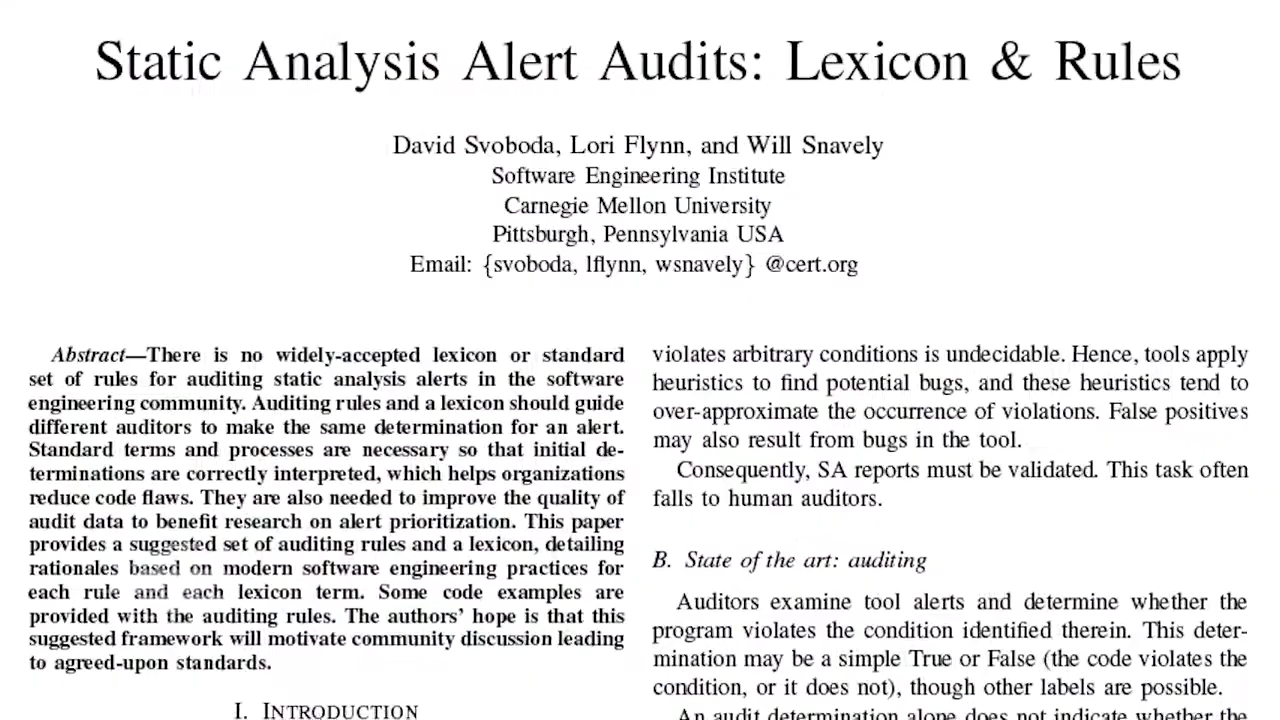 Static Analysis Alert Audits: Lexicon & Rules
David Svoboda, Lori Flynn, and Will Snavely
Software Engineering Institute
Carnegie Mellon University
Pittsburgh, Pennsylvania USA
Email: {svoboda, lflynn, wsnavely} @cert.org
Abstract—There is no widely-accepted lexicon or standard
set of rules for auditing static analysis alerts in the software
engineering community. Auditing rules and a lexicon should guide
different auditors to make the same determination for an alert.
Standard terms and processes are necessary so that initial de-
terminations are correctly interpreted, which helps organizations
reduce code flaws. They are also needed to improve the quality of
audit data to benefit research on alert prioritization. This paper
provides a suggested set of auditing rules and a lexicon, detailing
rationales based on modern software engineering practices for
each rule and each lexicon term. Some code examples are
provided with the auditing rules. The authors' hope is that this
suggested framework will motivate community discussion leading
to agreed-upon standards.
I. INTRODUCTION
violates arbitrary conditions is undecidable. Hence, tools apply
heuristics to find potential bugs, and these heuristics tend to
over-approximate the occurrence of violations. False positives
may also result from bugs in the tool.
Consequently, SA reports must be validated. This task often
falls to human auditors.
B. State of the art: auditing
Auditors examine tool alerts and determine whether the
program violates the condition identified therein. This deter-
mination may be a simple True or False (the code violates the
condition, or it does not), though other labels are possible.
An audit determination alone does not indicate whether the